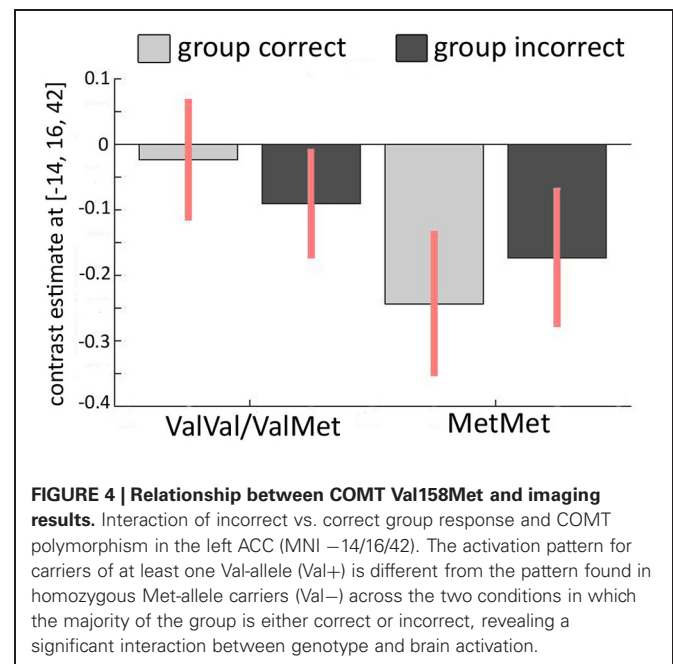 group correct group incorrect
contrast estimate at [-14, 16, 42]
0.1
0
-0.1
-0.2
-0.3
-0.4
ValVal/ValMet MetMet
FIGURE 4 | Relationship between COMT Val158Met and imaging
results. Interaction of incorrect vs. correct group response and COMT
polymorphism in the left ACC (MNI −14/16/42). The activation pattern for
carriers of at least one Val-allele (Val+) is different from the pattern found in
homozygous Met-allele carriers (Val−) across the two conditions in which
the majority of the group is either correct or incorrect, revealing a
significant interaction between genotype and brain activation.